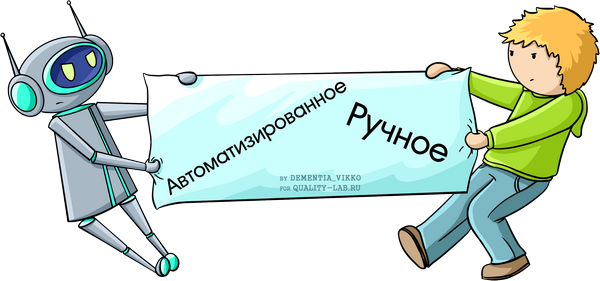 Автоматизированное
Ручное
BY DEMENTIA_VIKKO
FOR QUALITY-LAB.RU